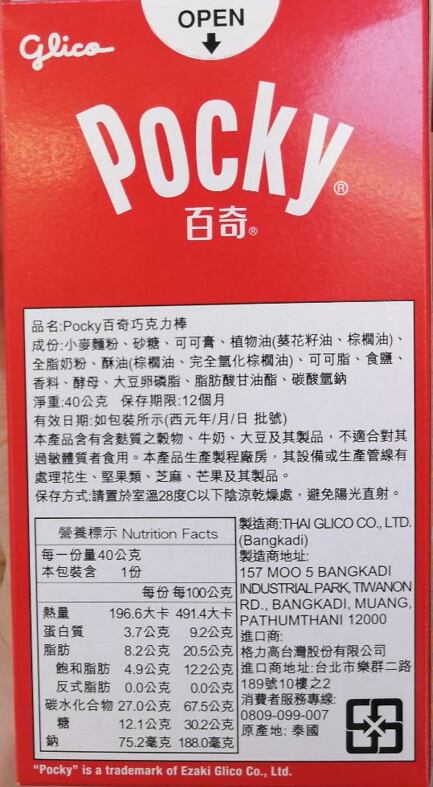 OPEN
Glico
Pocky®
百奇®
品名:Pocky百奇巧克力棒
成份:小麥麵粉、砂糖、可可膏、植物油(葵花籽油、棕櫚油)、
全脂奶粉、酥油(棕櫚油、完全氫化棕櫚油)、可可脂、食鹽、
香料、酵母、大豆卵磷脂、脂肪酸甘油酯、碳酸氫鈉
淨重:40公克 保存期限:12個月
有效日期:如包裝所示(西元年/月/日 批號)
本產品含有含麩質之穀物、牛奶、大豆及其製品，不適合對其
過敏體質者食用。本產品生產製程廠房，其設備或生產管線有
處理花生、堅果類、芝麻、芒果及其製品。
保存方式:請置於室溫28度C以下陰涼乾燥處，避免陽光直射。
營養標示 Nutrition Facts
每一份量40公克
本包裝含 1份
每份 每100公克
熱量 196.6大卡 491.4大卡
蛋白質 3.7公克 9.2公克
脂肪 8.2公克 20.5公克
飽和脂肪 4.9公克 12.2公克
反式脂肪 0.0公克 0.0公克
碳水化合物 27.0公克 67.5公克
糖 12.1公克 30.2公克
鈉 75.2毫克 188.0毫克
製造商:THAI GLICO CO., LTD.
(Bangkadi)
製造商地址:
157 MOO 5 BANGKADI
INDUSTRIAL PARK, TIWANON
RD., BANGKADI, MUANG,
PATHUMTHANI 12000
進口商:
格力高台灣股份有限公司
進口商地址:台北市樂群二路
189號10樓之2
消費者服務專線:
0809-099-007
原產地: 泰國
"Pocky" is a trademark of Ezaki Glico Co., Ltd.